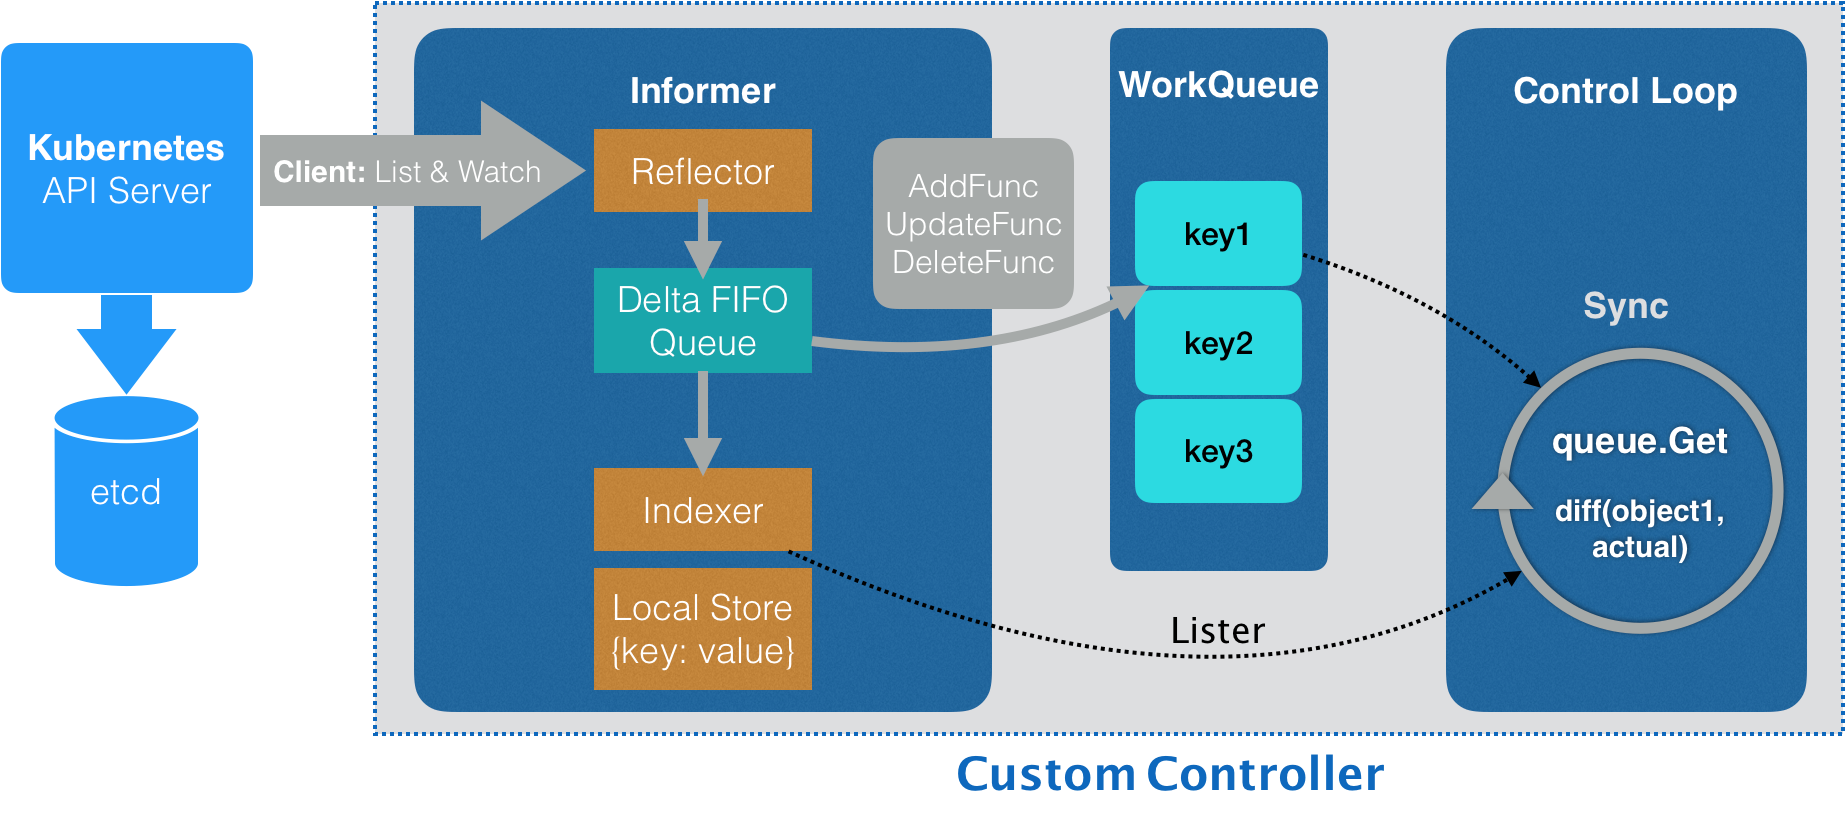 Kubernetes
API Server
etcd
Client: List & Watch
Informer
Reflector
Delta FIFO
Queue
Indexer
Local Store
{key: value}
AddFunc
UpdateFunc
DeleteFunc
WorkQueue
key1
key2
key3
Lister
Control Loop
Sync
queue.Get
diff(object1,
actual)
Custom Controller